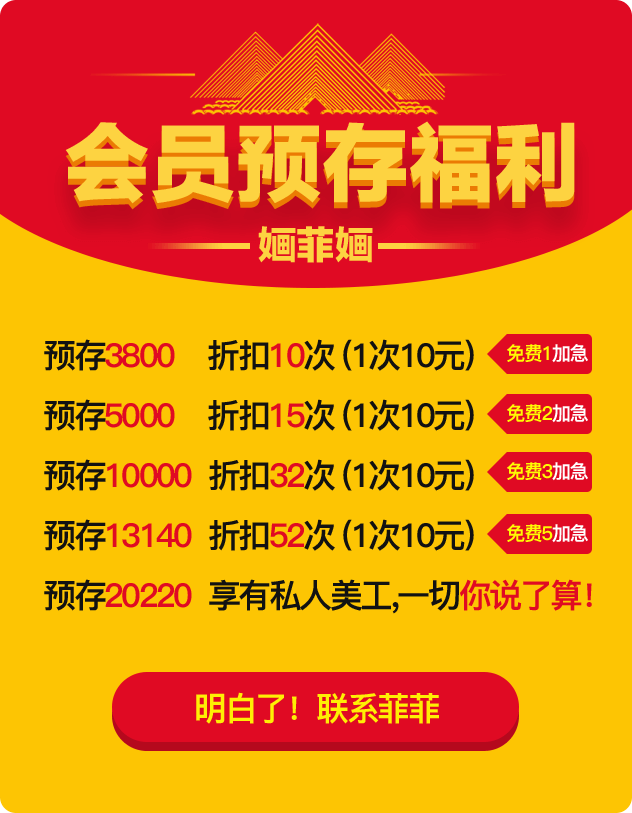 会员预存福利
婳菲婳
预存3800 折扣10次 (1次10元) 免费1加急
预存5000 折扣15次 (1次10元) 免费2加急
预存10000 折扣32次 (1次10元) 免费3加急
预存13140 折扣52次 (1次10元) 免费5加急
预存20220 享有私人美工,一切你说了算!
明白了！联系菲菲